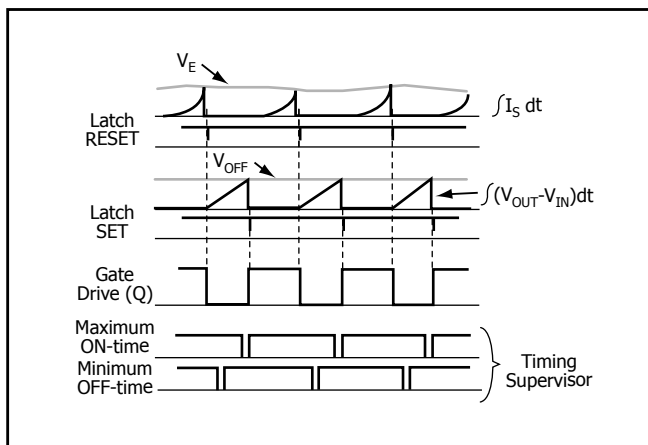 V_E
∫I_S dt
Latch
RESET
V_OFF
∫(V_OUT-V_IN)dt
Latch
SET
Gate
Drive (Q)
Maximum
ON-time
Minimum
OFF-time
Timing
Supervisor